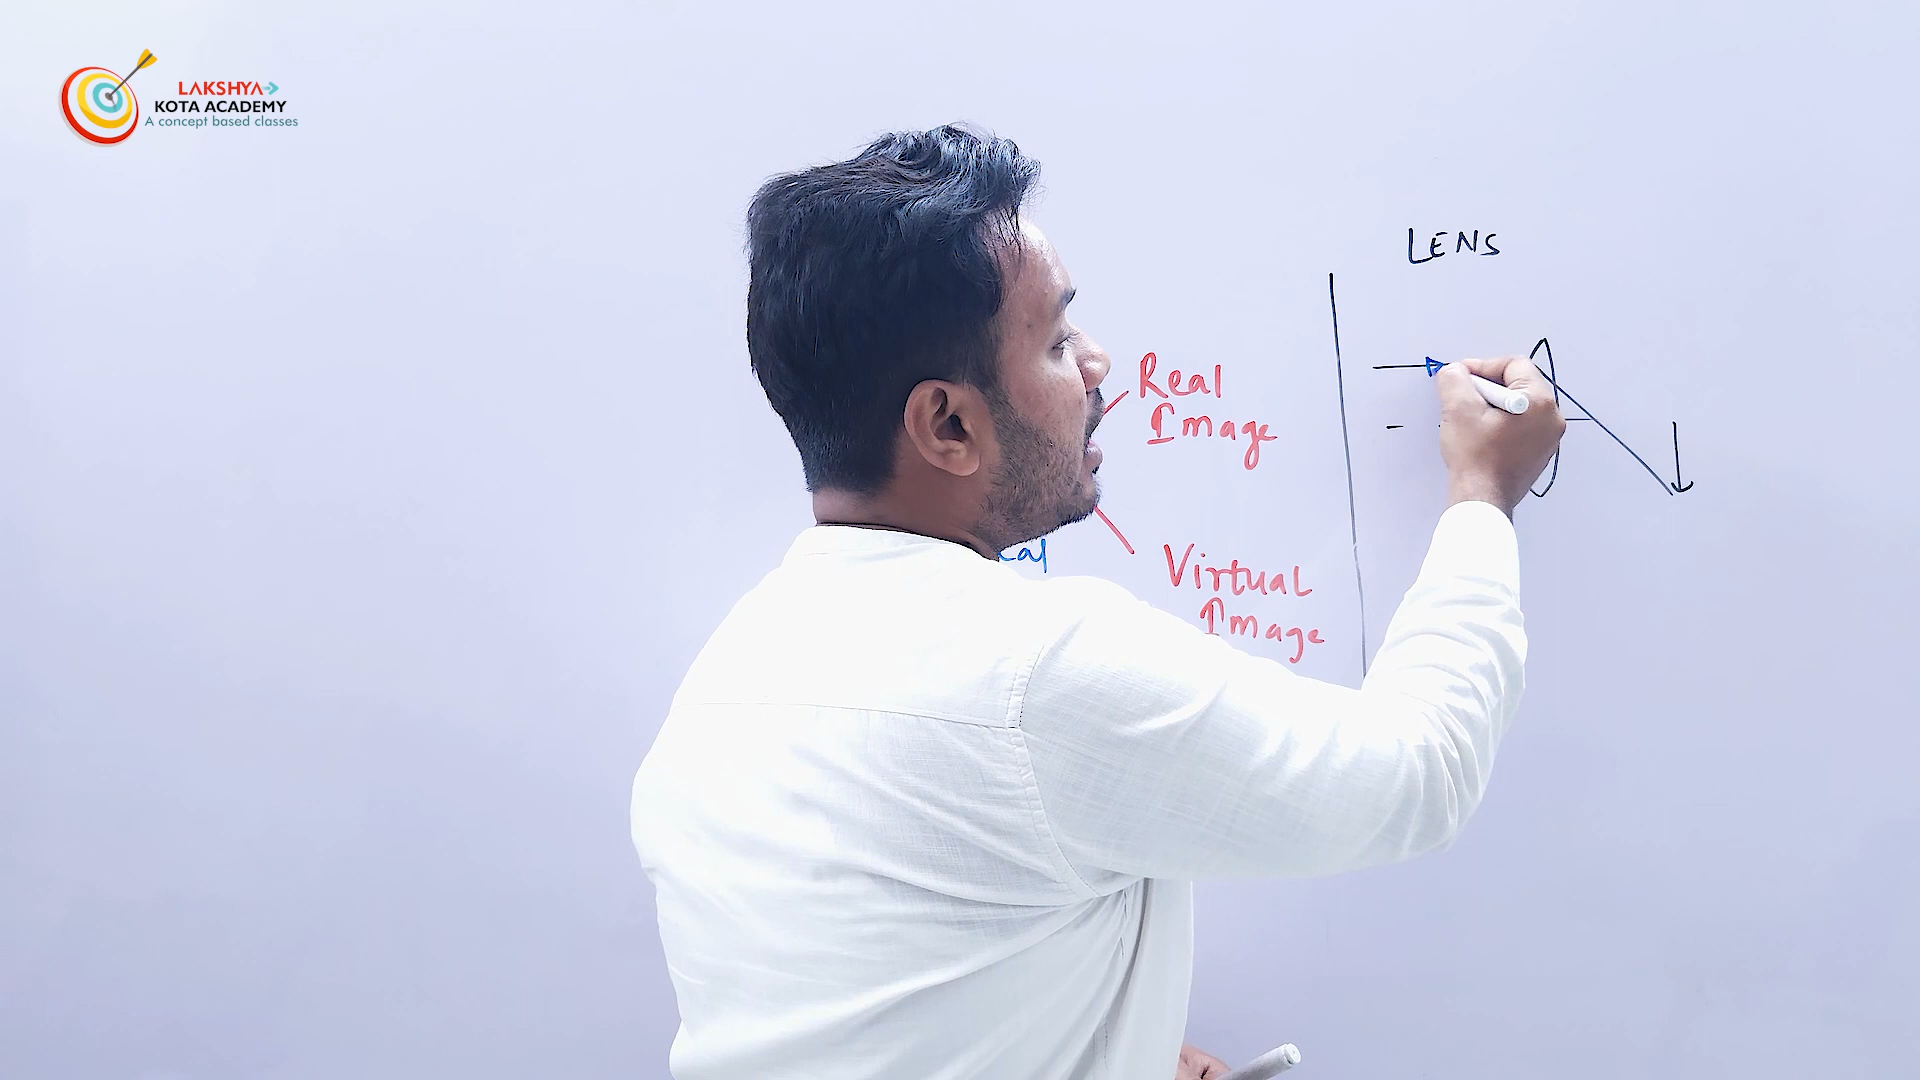 LAKSHYA
KOTA ACADEMY
A concept based classes
LENS
Real
Image
Virtual
Image